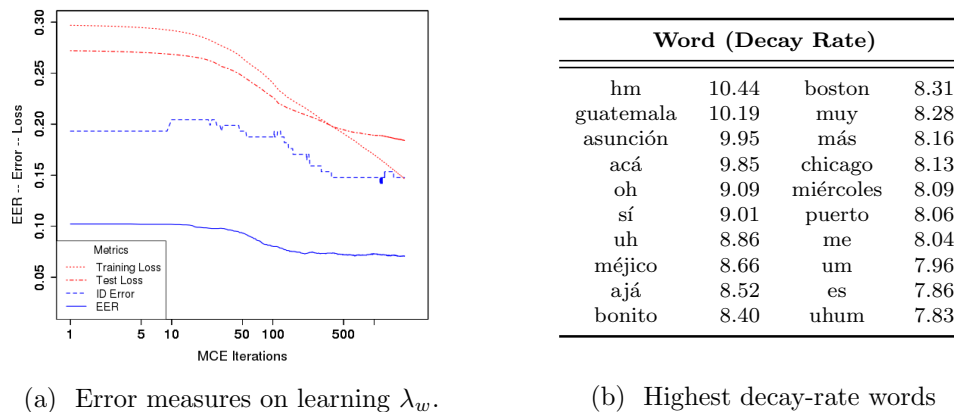 0.30
0.25
0.20
0.15
0.10
0.05
EER -- Error -- Loss
Metrics
Training Loss
Test Loss
ID Error
EER
1 5 10 50 100 500
MCE Iterations
(a) Error measures on learning λ_w.
Word (Decay Rate)
hm 10.44 boston 8.31
guatemala 10.19 muy 8.28
asunción 9.95 más 8.16
acá 9.85 chicago 8.13
oh 9.09 miércoles 8.09
sí 9.01 puerto 8.06
uh 8.86 me 8.04
méjico 8.66 um 7.96
ajá 8.52 es 7.86
bonito 8.40 uhum 7.83
(b) Highest decay-rate words